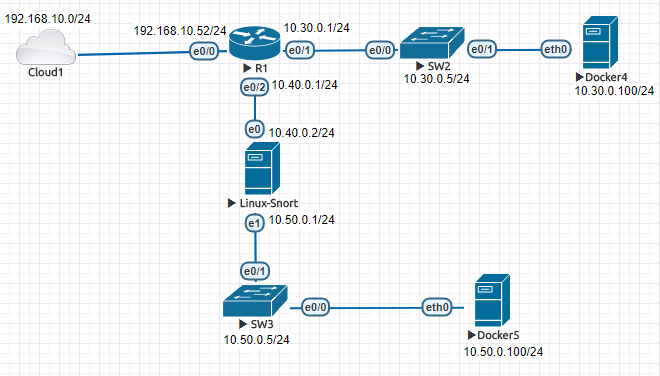 192.168.10.0/24
Cloud1
192.168.10.52/24
e0/0
R1
10.30.0.1/24
e0/1
e0/0
SW2
10.30.0.5/24
e0/1
eth0
Docker4
10.30.0.100/24
e0/2
10.40.0.1/24
e0
10.40.0.2/24
Linux-Snort
e1
10.50.0.1/24
e0/1
SW3
10.50.0.5/24
e0/0
eth0
Docker5
10.50.0.100/24